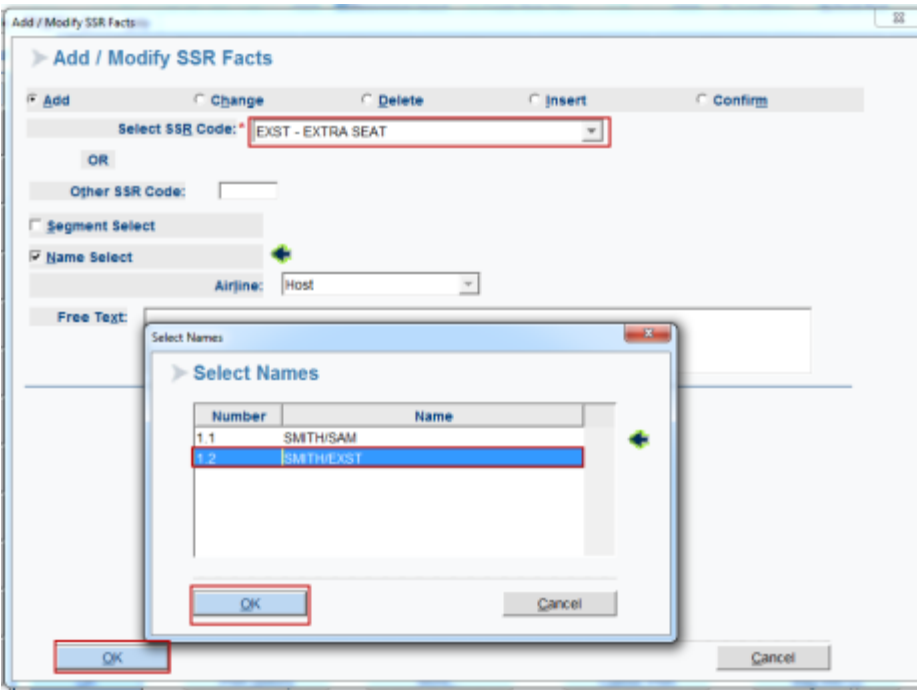 Add / Modify SSR Facts
Add / Modify SSR Facts
Add Change Delete Insert Confirm
Select SSR Code:* EXST - EXTRA SEAT
OR
Other SSR Code:
Segment Select
Name Select
Airline: Host
Free Text:
Select Names
Select Names
Number Name
1.1 SMITH/SAM
1.2 SMITH/EXST
OK Cancel
OK Cancel